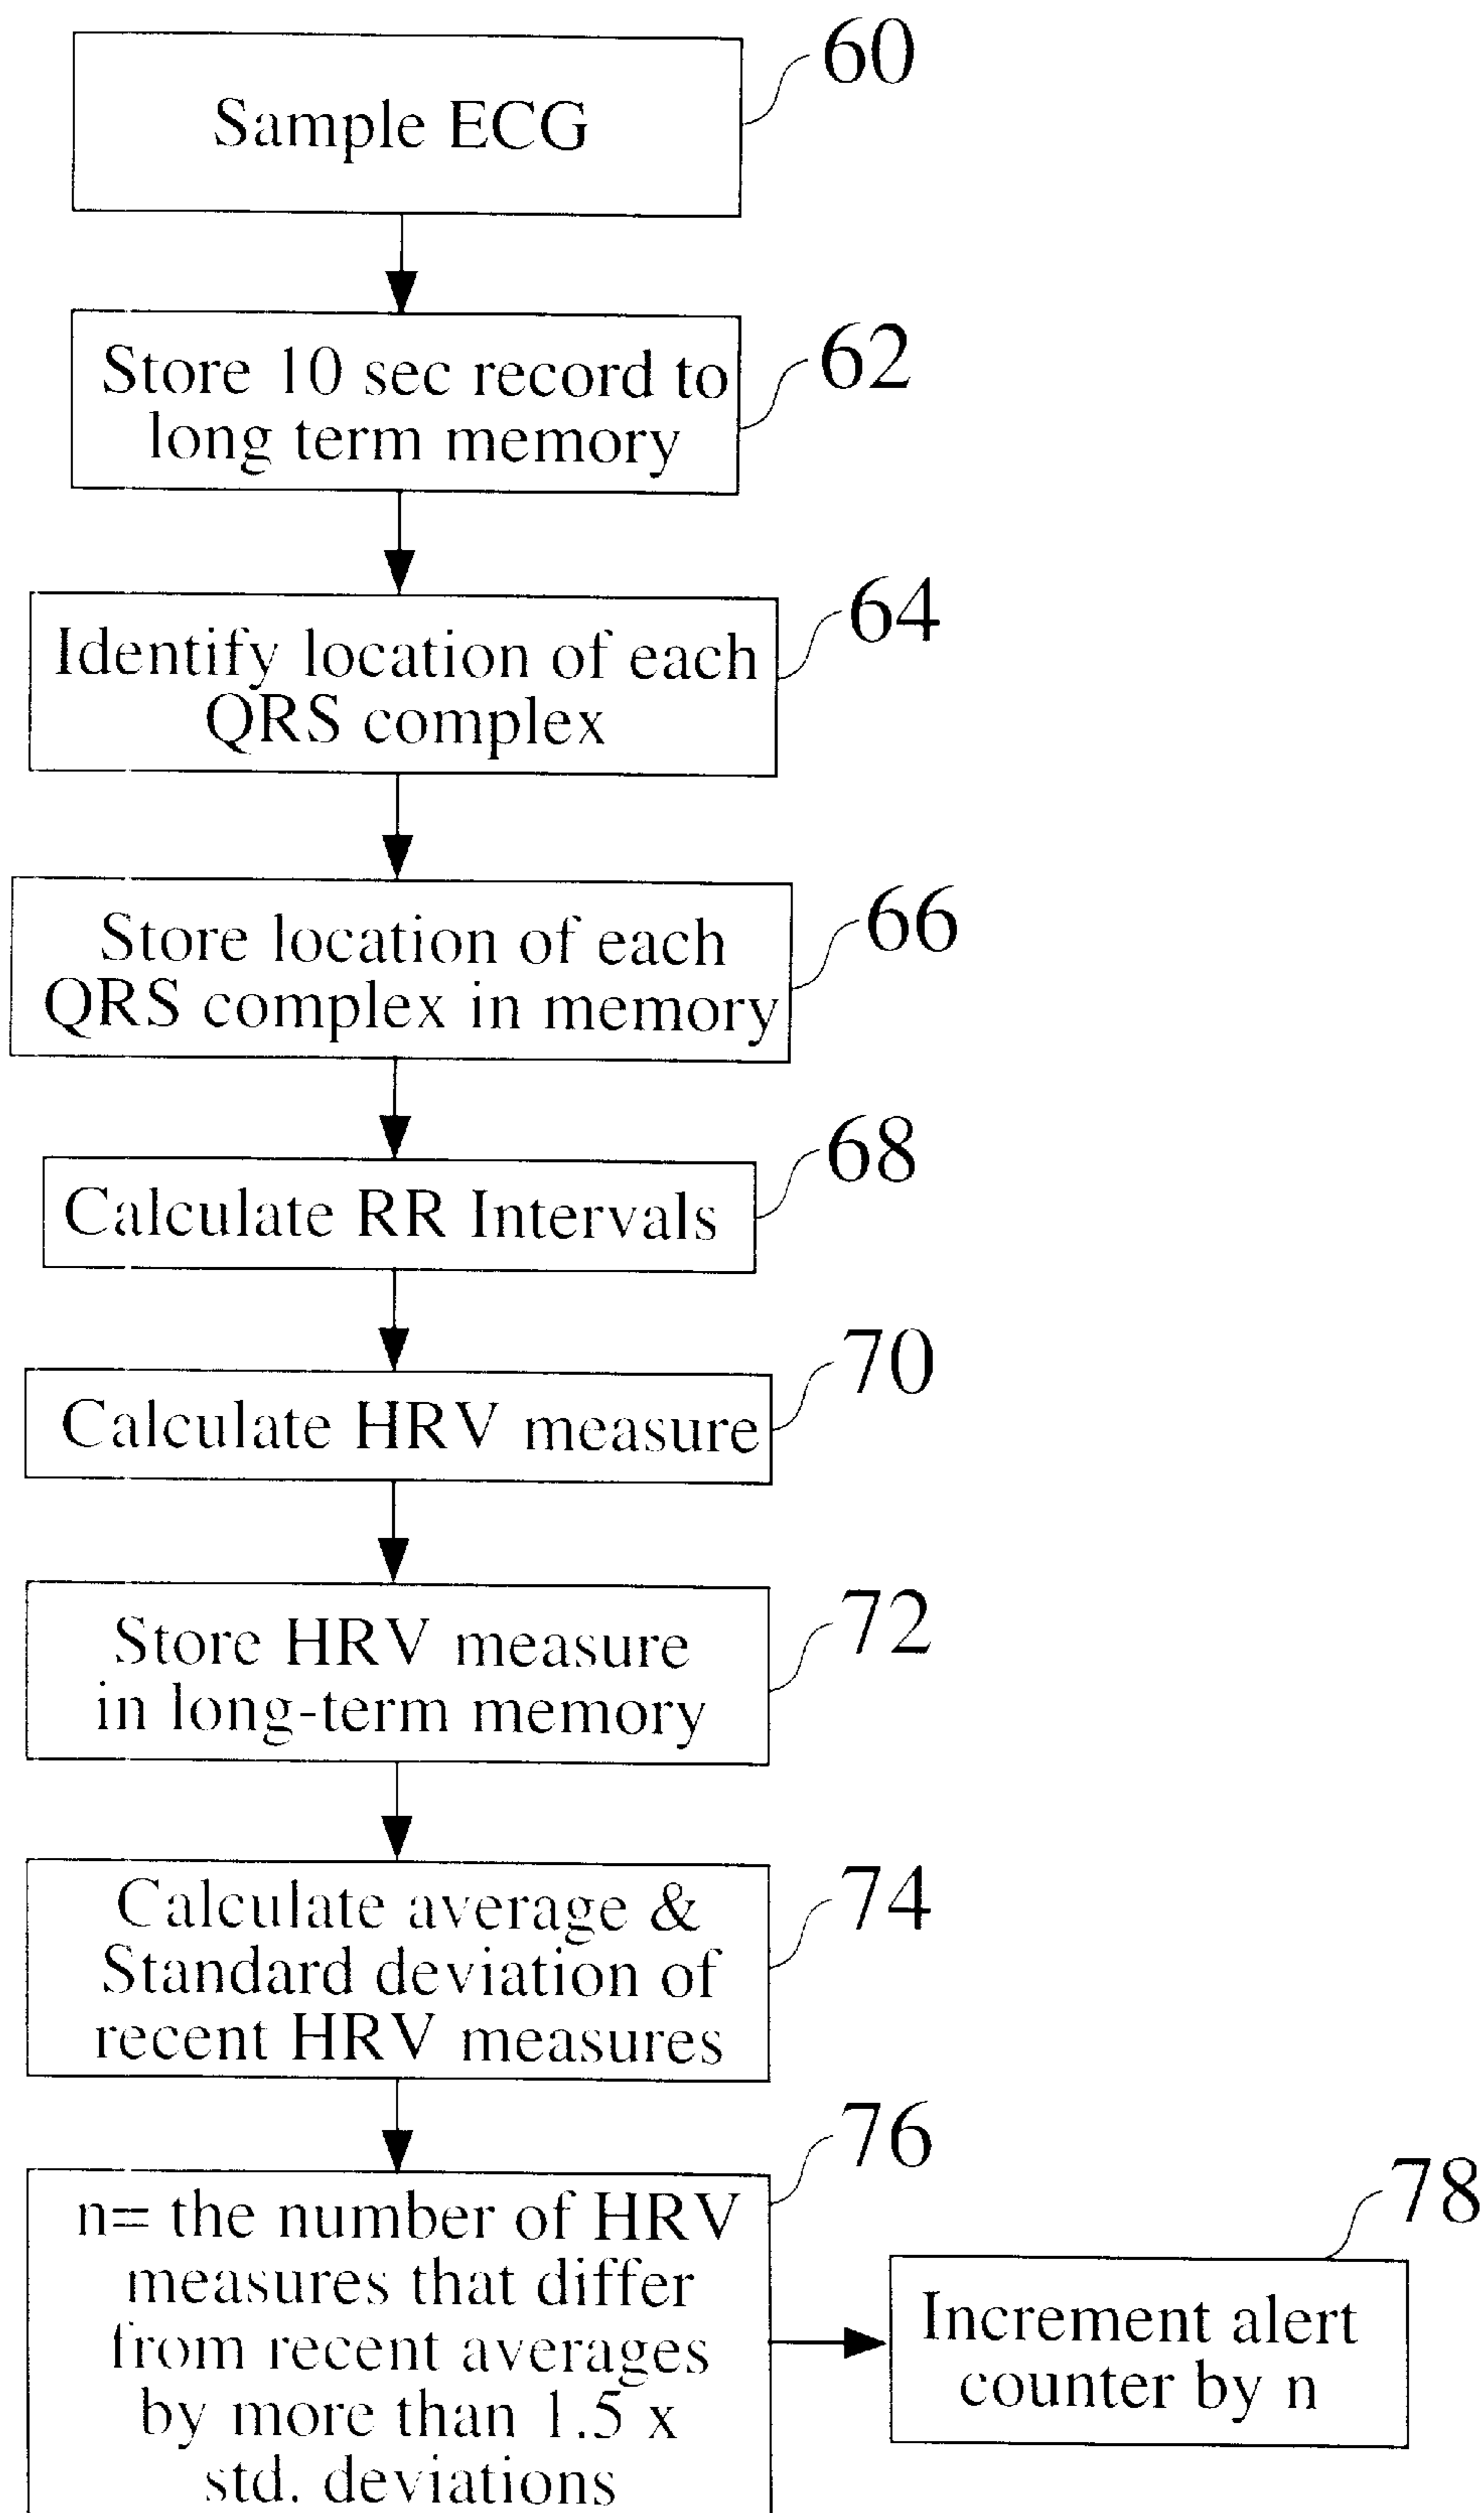 60
Sample ECG
62
Store 10 sec record to
long term memory
64
Identify location of each
QRS complex
66
Store location of each
QRS complex in memory
68
Calculate RR Intervals
70
Calculate HRV measure
72
Store HRV measure
in long-term memory
74
Calculate average &
Standard deviation of
recent HRV measures
76
n= the number of HRV
measures that differ
from recent averages
by more than 1.5 x
std. deviations
78
Increment alert
counter by n